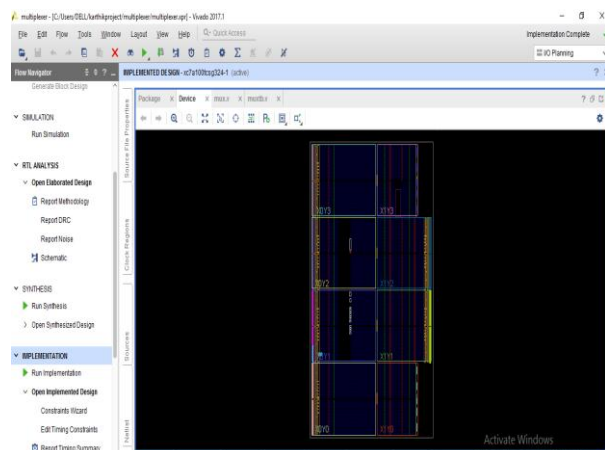 multiplexer - [C:/Users/DELL/karthikproject/multiplexer/multiplexer.xpr] - Vivado 2017.1
File Edit Flow Tools Window Layout View Help Quick Access
Implementation Complete
I/O Planning
Flow Navigator
IMPLEMENTED DESIGN - xc7a100tcsg324-1 (active)
Generate Block Design
SIMULATION
Run Simulation
RTL ANALYSIS
Open Elaborated Design
Report Methodology
Report DRC
Report Noise
Schematic
SYNTHESIS
Run Synthesis
Open Synthesized Design
IMPLEMENTATION
Run Implementation
Open Implemented Design
Constraints Wizard
Edit Timing Constraints
Report Timing Summary
Source File Properties
Clock Regions
Sources
Netlist
Package Device mux.v muxtb.v
X0Y3 X1Y3
X0Y2 X1Y2
X0Y1 X1Y1
X0Y0 X1Y0
Activate Windows